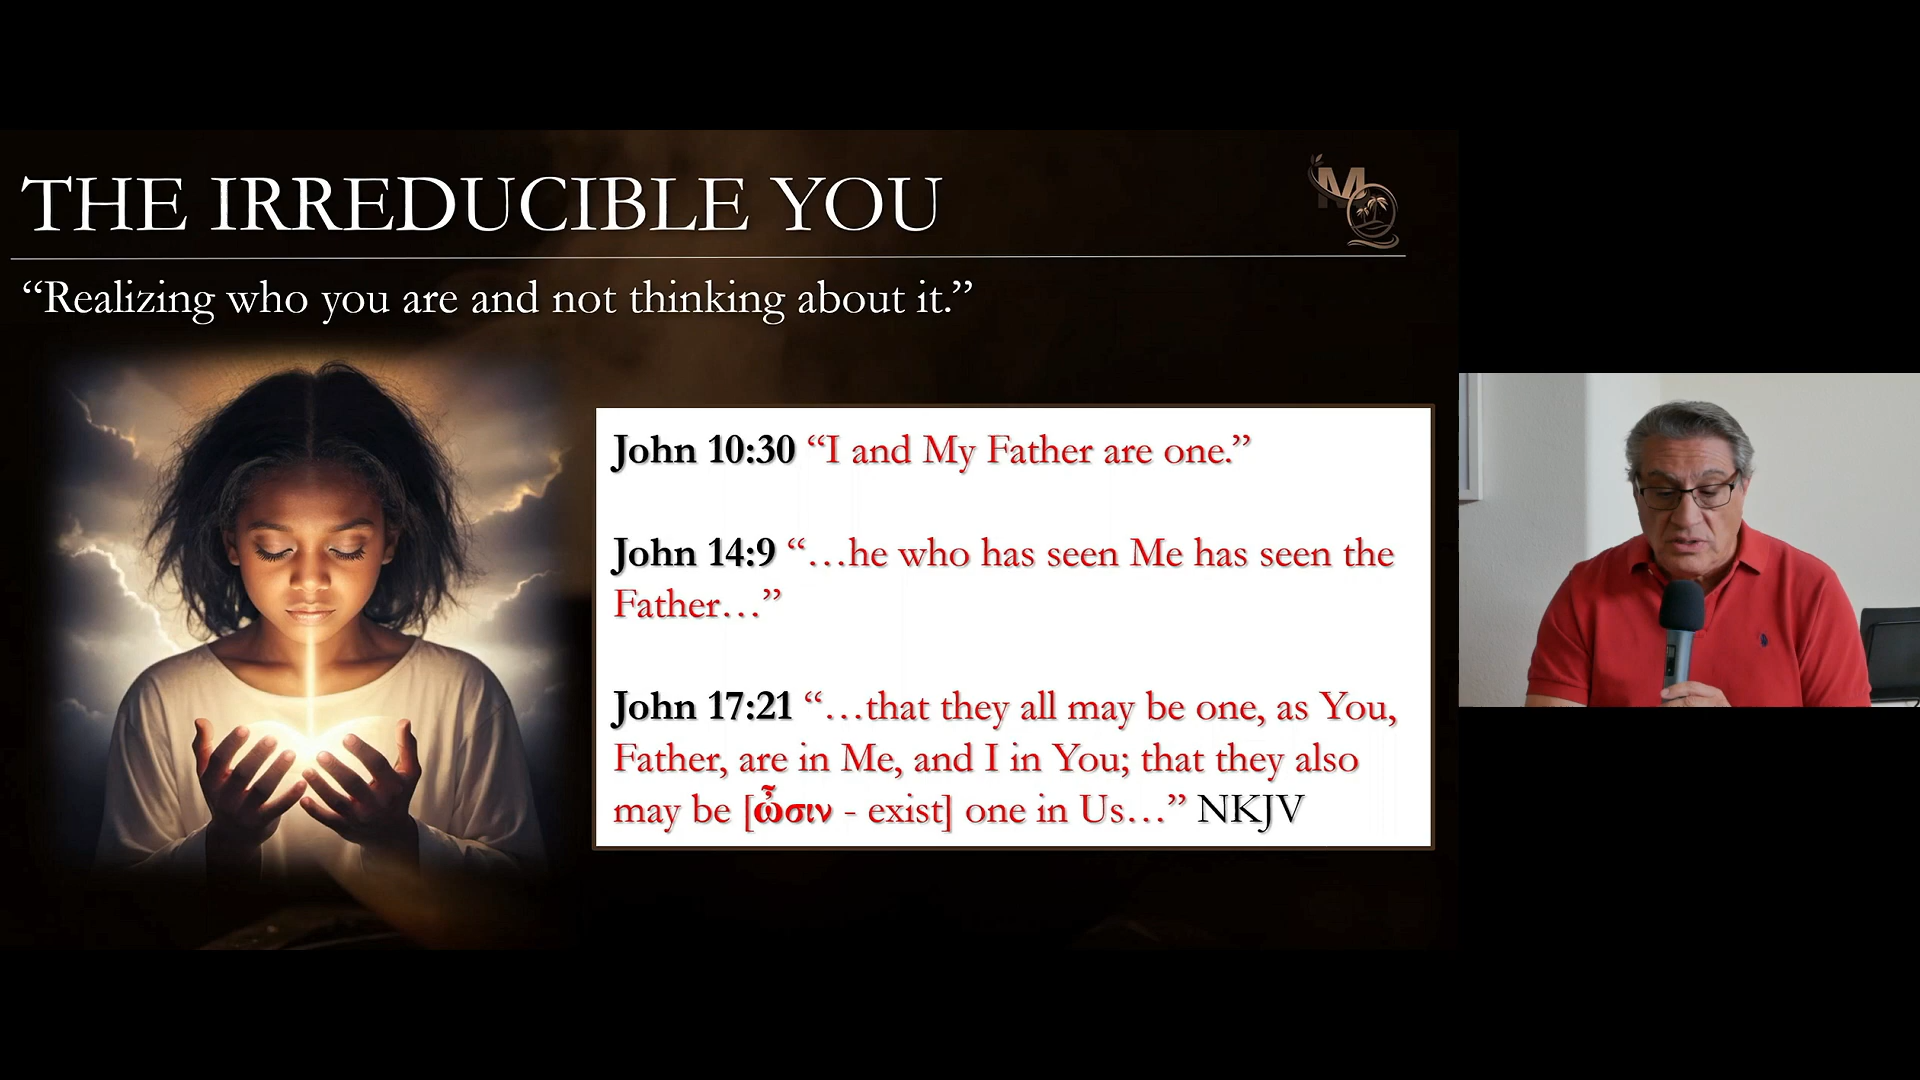 THE IRREDUCIBLE YOU
M
“Realizing who you are and not thinking about it.”
John 10:30 “I and My Father are one.”
John 14:9 “…he who has seen Me has seen the
Father…”
John 17:21 “…that they all may be one, as You,
Father, are in Me, and I in You; that they also
may be [ὦσιν - exist] one in Us…” NKJV